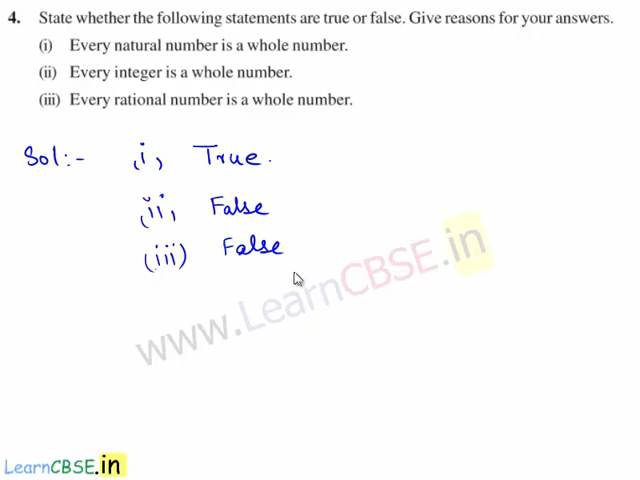 4. State whether the following statements are true or false. Give reasons for your answers.
(i) Every natural number is a whole number.
(ii) Every integer is a whole number.
(iii) Every rational number is a whole number.
Sol:- (i) True.
(ii) False
(iii) False
www.LearnCBSE.in
LearnCBSE.in